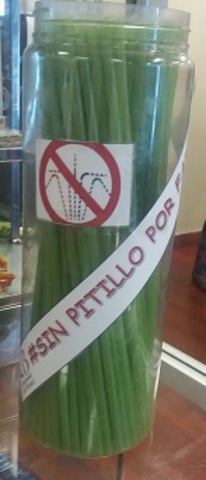 #SIN PITILLO POR F